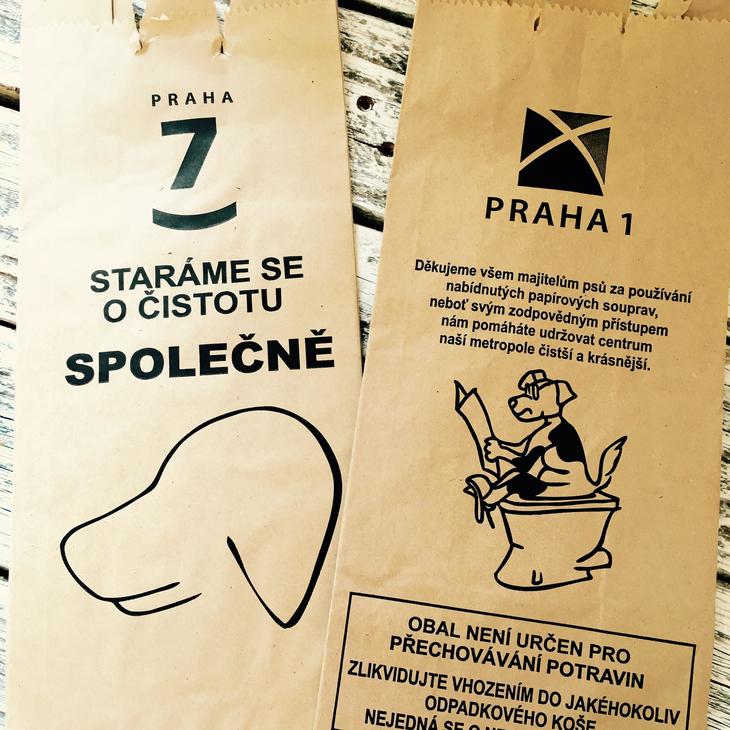 PRAHA
7
STARÁME SE
O ČISTOTU
SPOLEČNĚ
PRAHA 1
Děkujeme všem majitelům psů za používání
nabídnutých papírových souprav,
neboť svým zodpovědným přístupem
nám pomáháte udržovat centrum
naší metropole čistší a krásnější.
OBAL NENÍ URČEN PRO
PŘECHOVÁVÁNÍ POTRAVIN
ZLIKVIDUJTE VHOZENÍM DO JAKÉHOKOLIV
ODPADKOVÉHO KOŠE
NEJEDNÁ SE O